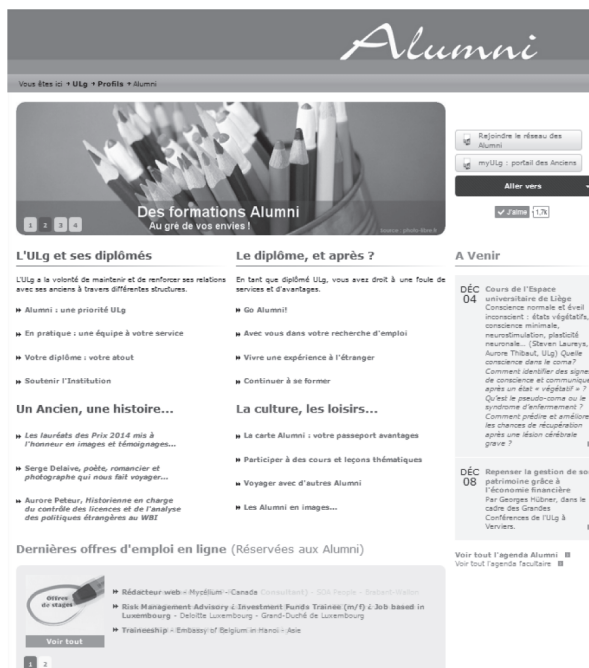 Alumni
Vous êtes ici ULg Profils Alumni
1 2 3 4
Des formations Alumni
Au gré de vos envies !
source : photo-libre.fr
Rejoindre le réseau des
Alumni
myULg : portail des Anciens
Aller vers
J'aime 1,7k
L'ULg et ses diplômés
L'ULg a la volonté de maintenir et de renforcer ses relations
avec ses anciens à travers différentes structures.
Alumni : une priorité ULg
En pratique : une équipe à votre service
Votre diplôme : votre atout
Soutenir l'Institution
Le diplôme, et après ?
En tant que diplômé ULg, vous avez droit à une foule de
services et d'avantages.
Go Alumni!
Avec vous dans votre recherche d'emploi
Vivre une expérience à l'étranger
Continuer à se former
Un Ancien, une histoire...
Les lauréats des Prix 2014 mis à
l'honneur en images et témoignages...
Serge Delaive, poète, romancier et
photographe qui nous fait voyager...
Aurore Peteur, Historienne en charge
du contrôle des licences et de l'analyse
des politiques étrangères au WBI
La culture, les loisirs...
La carte Alumni : votre passeport avantages
Participer à des cours et leçons thématiques
Voyager avec d'autres Alumni
Les Alumni en images...
A Venir
DÉC 04
Cours de l'Espace
universitaire de Liège
Conscience normale et éveil
inconscient : états végétatifs,
conscience minimale,
neurostimulation, plasticité
neuronale... (Steven Laureys,
Aurore Thibaut, ULg) Quelle
conscience dans le coma?
Comment identifier des signes
de conscience et communiquer
après un état « végétatif » ?
Qu'est le pseudo-coma ou le
syndrome d'enfermement ?
Comment prédire et améliorer
les chances de récupération
après une lésion cérébrale
grave ?
DÉC 08
Repenser la gestion de so
patrimoine grâce à
l'économie financière
Par Georges Hübner, dans le
cadre des Grandes
Conférences de l'ULg à
Verviers.
Voir tout l'agenda Alumni
Voir tout l'agenda facultaire
Dernières offres d'emploi en ligne (Réservées aux Alumni)
Offres
de stages
Voir tout
Rédacteur web - Mycélium - Canada
Risk Management Advisory & Investment Funds Trainee (m/f) & Job based in
Luxembourg - Deloitte Luxembourg - Grand-Duché de Luxembourg
Traineeship - Embassy of Belgium in Hanoi - Asie
1 2